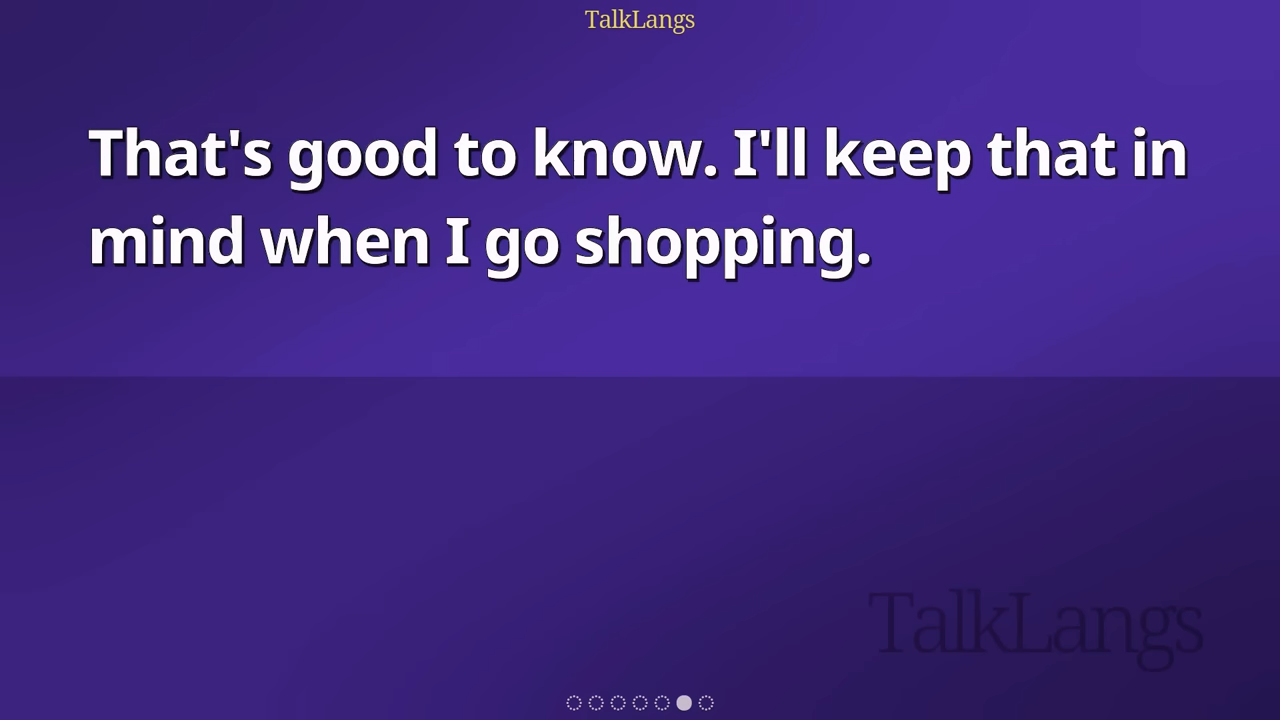 TalkLangs
That's good to know. I'll keep that in
mind when I go shopping.
TalkLangs